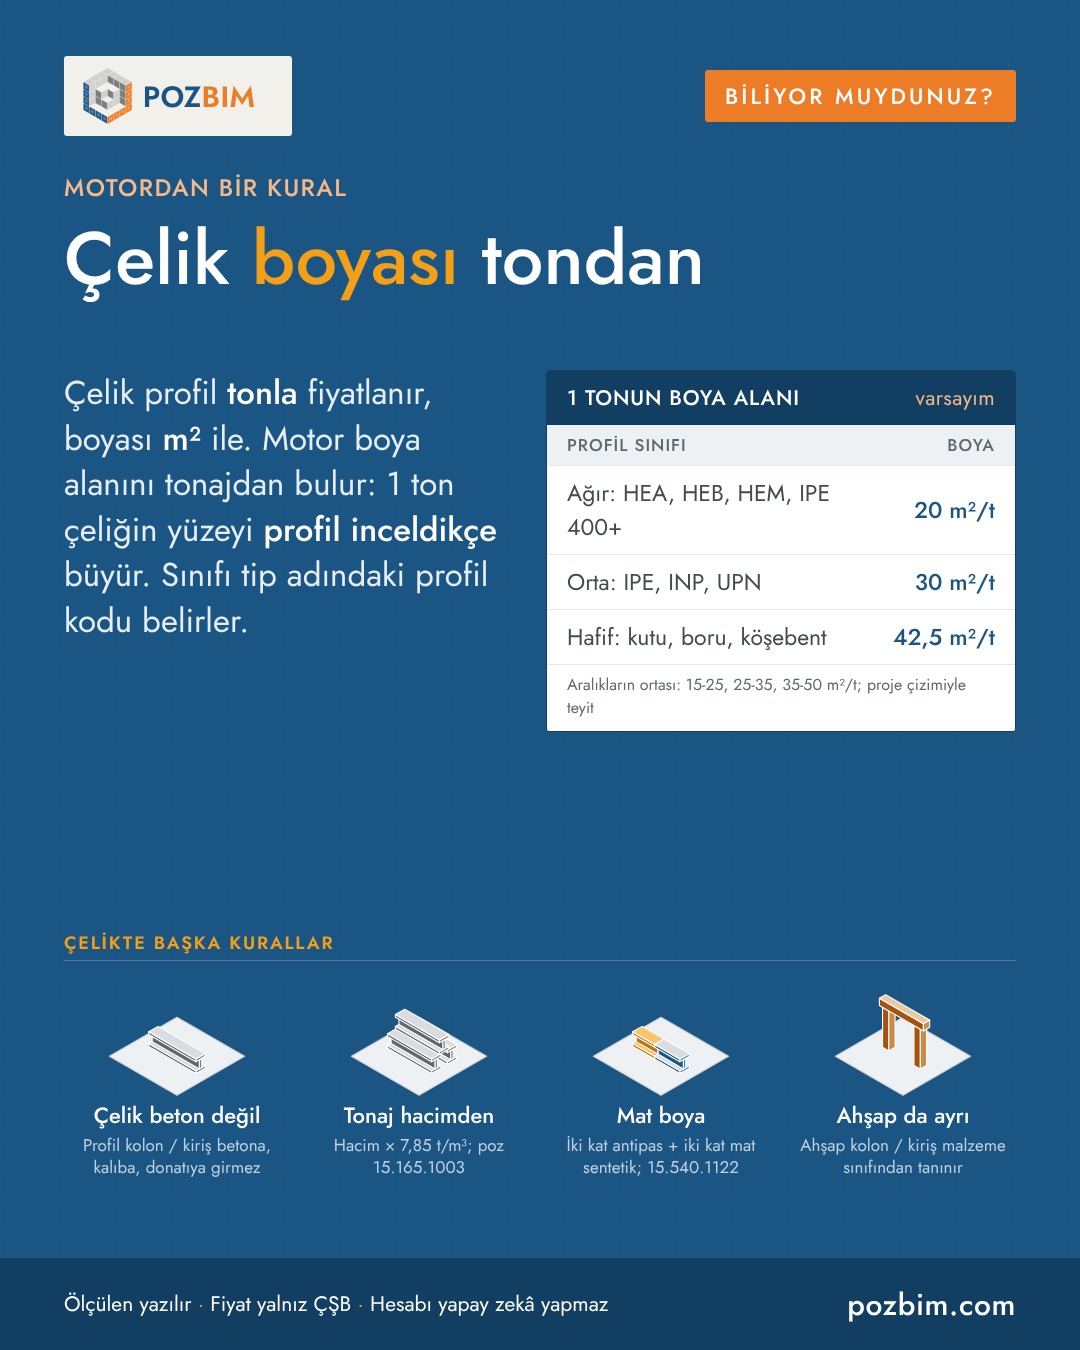 POZBIM
BİLİYOR MUYDUNUZ?
MOTORDAN BİR KURAL
Çelik boyası tondan
Çelik profil tonla fiyatlanır,
boyası m² ile. Motor boya
alanını tonajdan bulur: 1 ton
çeliğin yüzeyi profil inceldikçe
büyür. Sınıfı tip adındaki profil
kodu belirler.
1 TONUN BOYA ALANI varsayım
PROFİL SINIFI BOYA
Ağır: HEA, HEB, HEM, IPE
400+
20 m²/t
Orta: IPE, INP, UPN 30 m²/t
Hafif: kutu, boru, köşebent 42,5 m²/t
Aralıkların ortası: 15-25, 25-35, 35-50 m²/t; proje çizimiyle
teyit
ÇELİKTE BAŞKA KURALLAR
Çelik beton değil
Profil kolon / kiriş betona,
kalıba, donatıya girmez
Tonaj hacimden
Hacim × 7,85 t/m³; poz
15.165.1003
Mat boya
İki kat antipas + iki kat mat
sentetik; 15.540.1122
Ahşap da ayrı
Ahşap kolon / kiriş malzeme
sınıfından tanınır
Ölçülen yazılır · Fiyat yalnız ÇŞB · Hesabı yapay zekâ yapmaz
pozbim.com